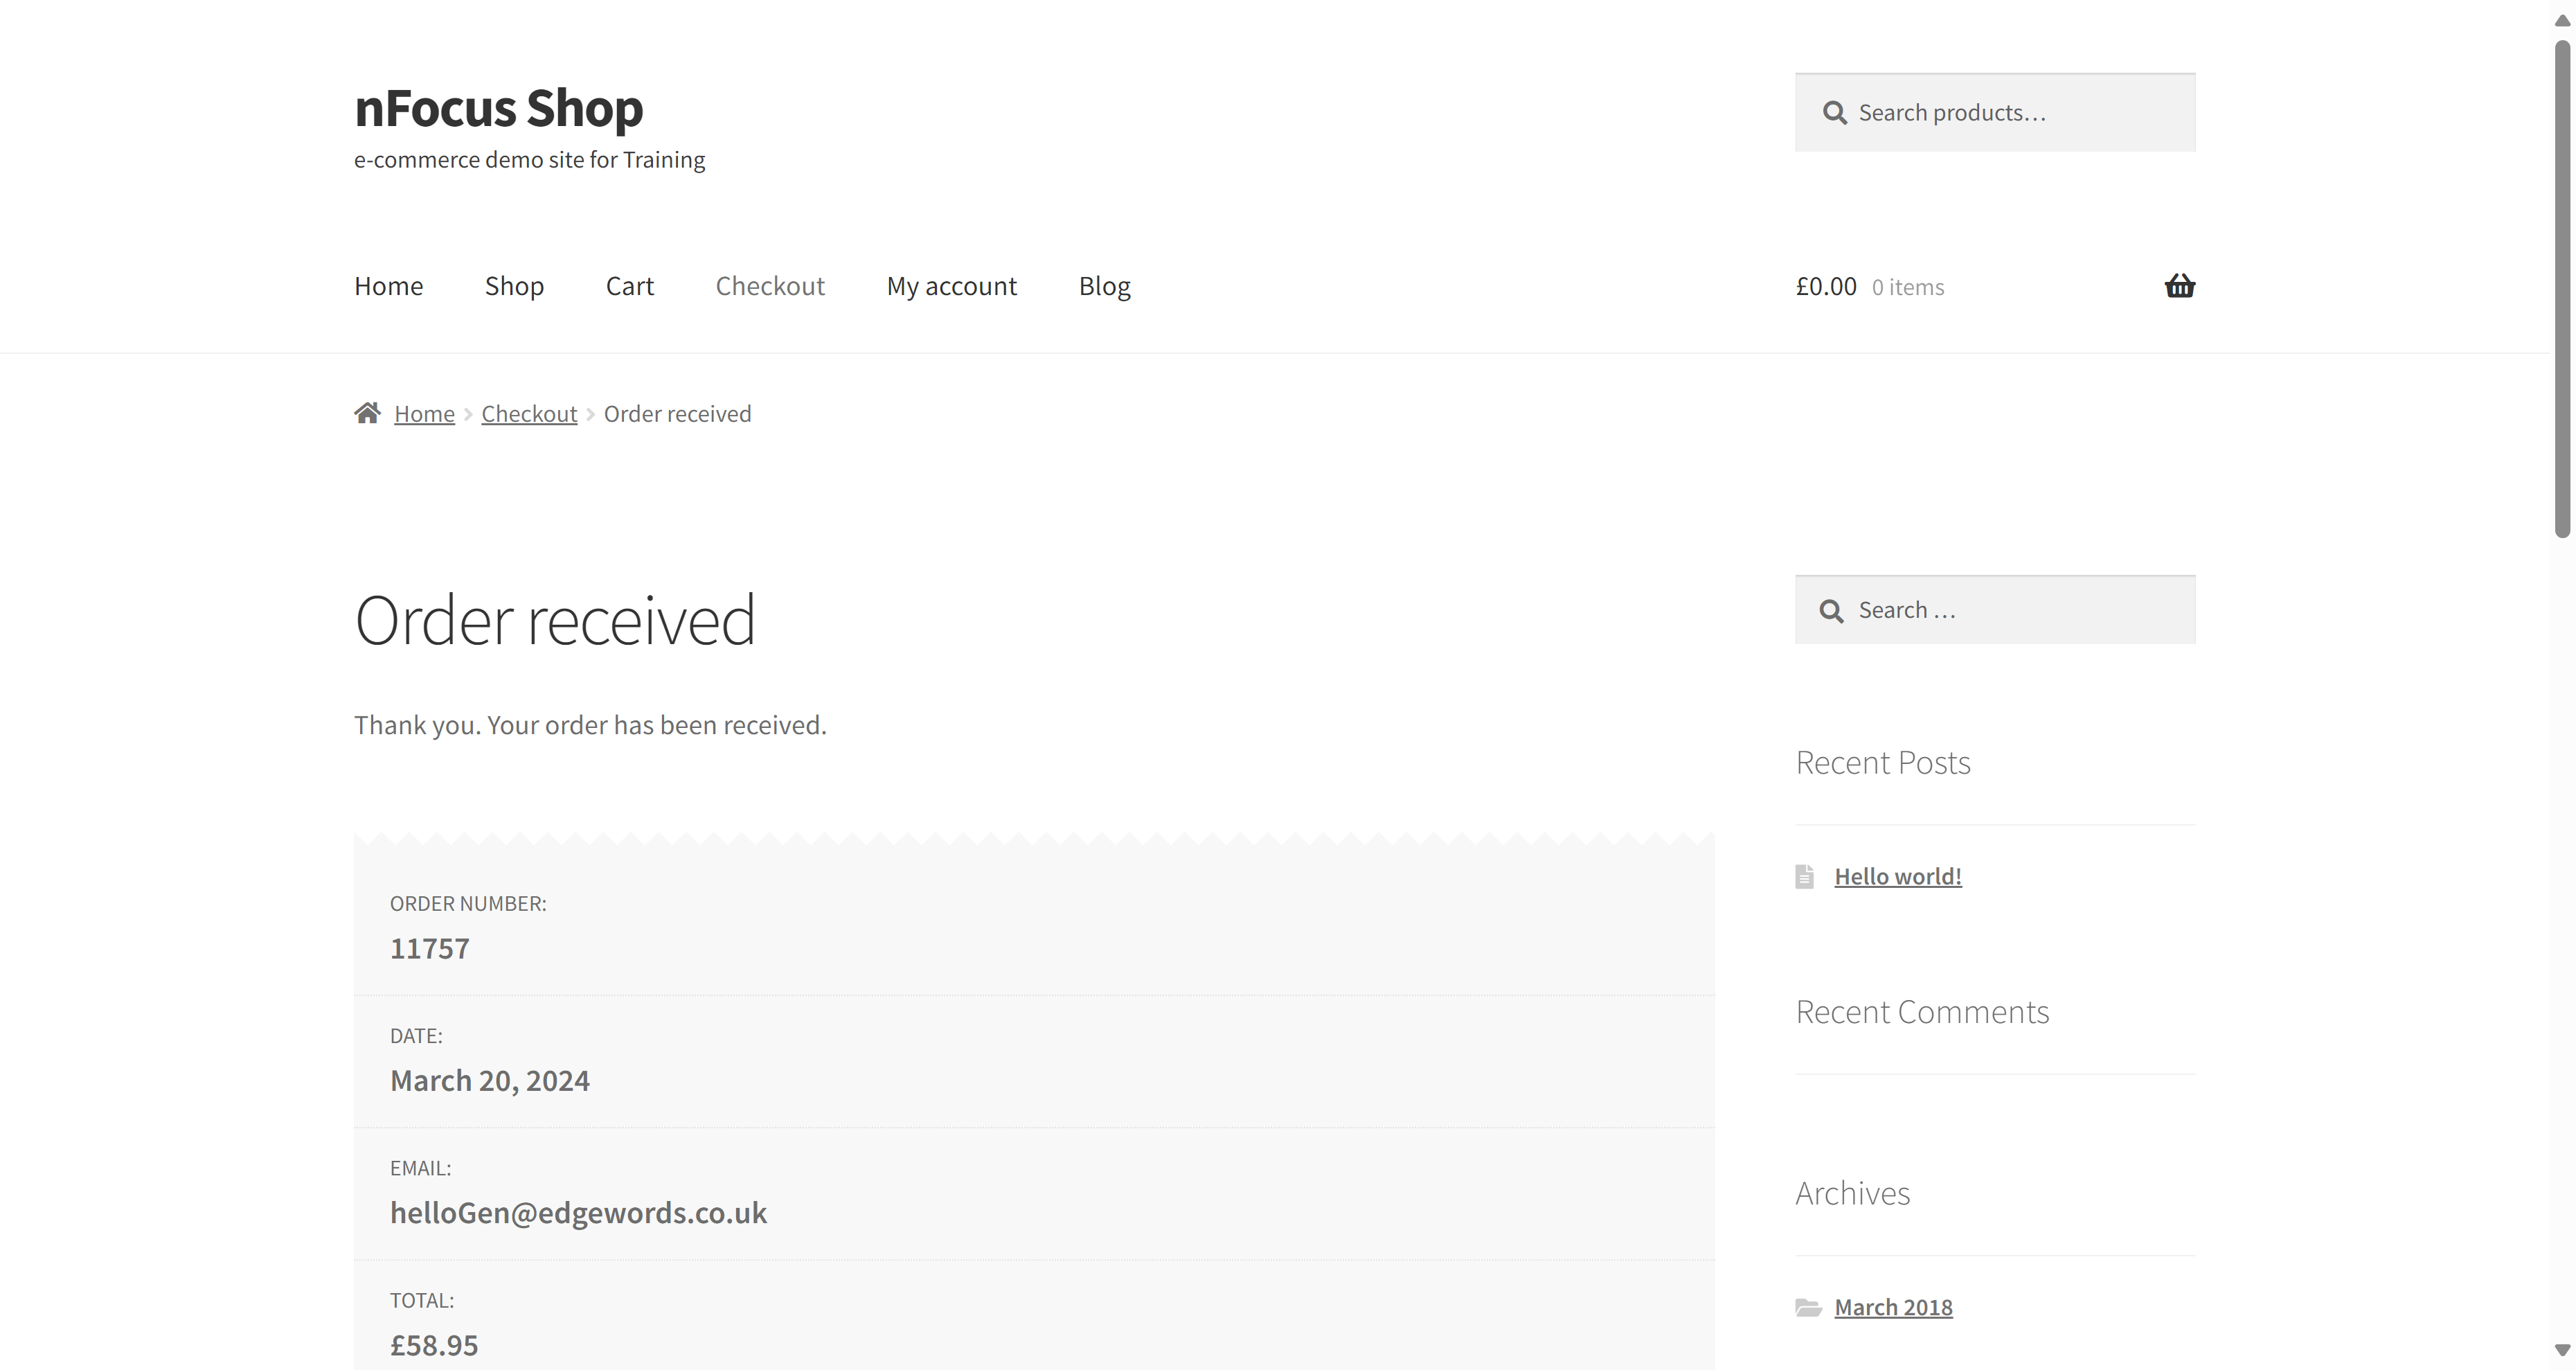 nFocus Shop
e-commerce demo site for Training
Search products…
Home Shop Cart Checkout My account Blog
£0.00 0 items
Home Checkout Order received
Order received
Thank you. Your order has been received.
ORDER NUMBER:
11757
DATE:
March 20, 2024
EMAIL:
helloGen@edgewords.co.uk
TOTAL:
£58.95
Search …
Recent Posts
Hello world!
Recent Comments
Archives
March 2018